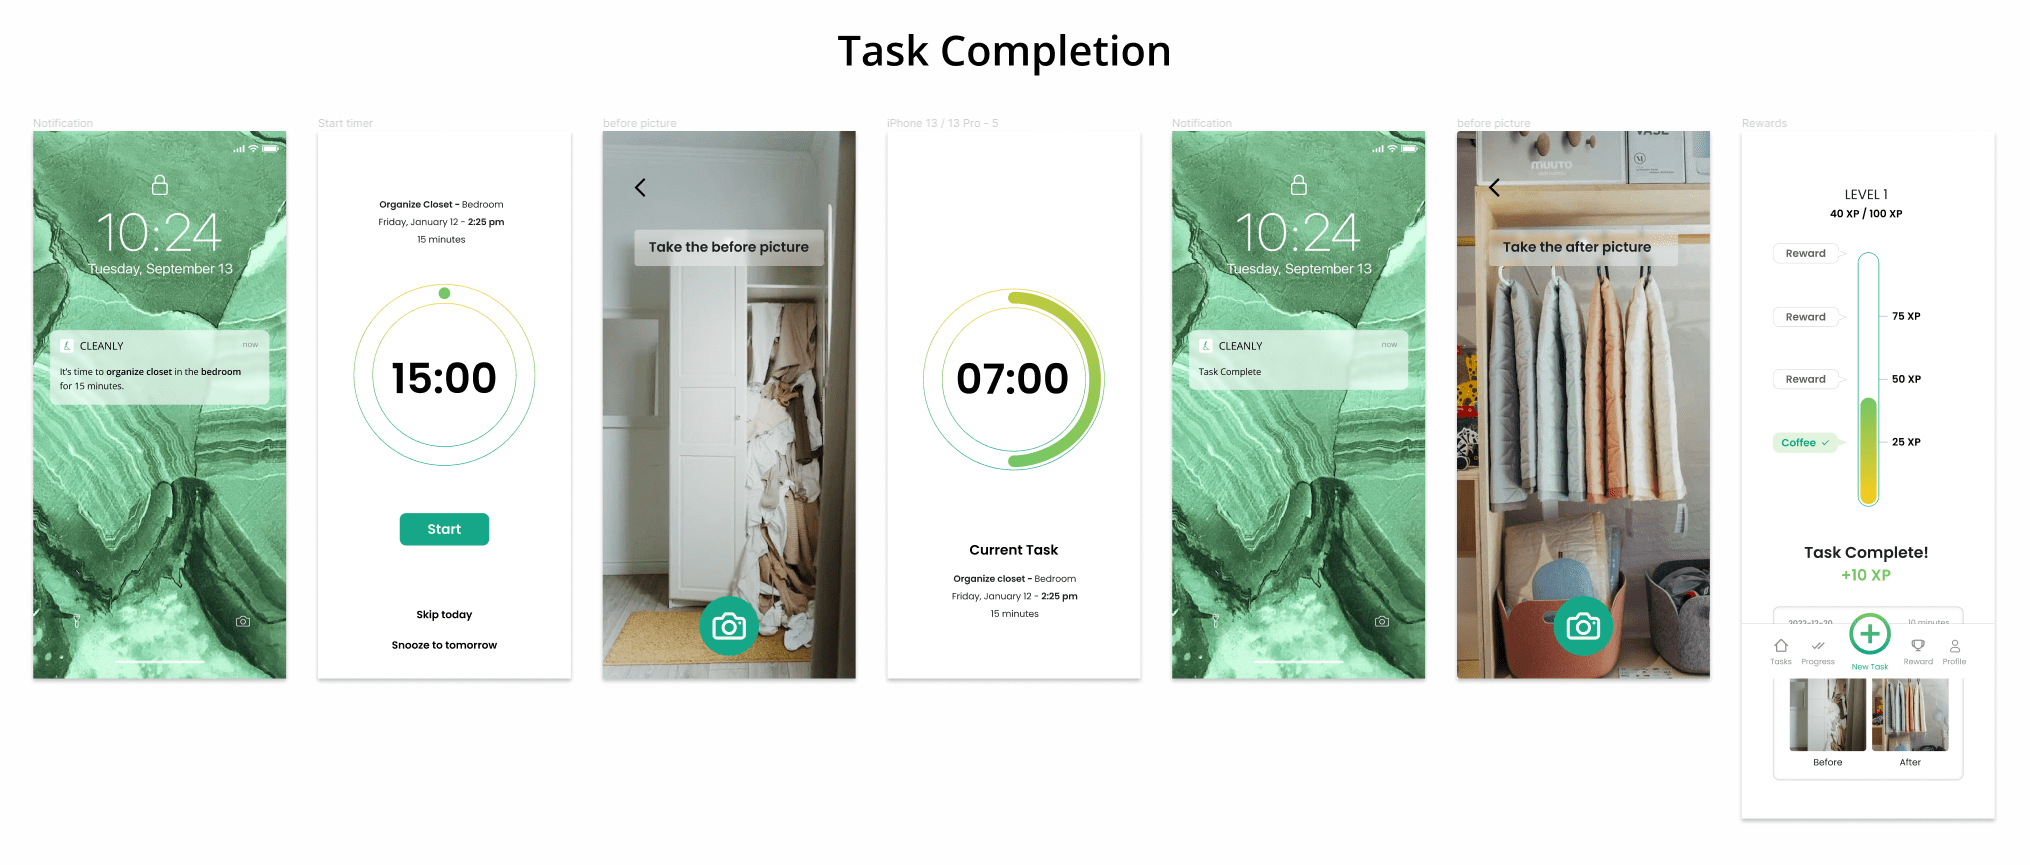 Task Completion
Notification
10:24
Tuesday, September 13
CLEANLY
now
It's time to organize closet in the bedroom
for 15 minutes.
Start timer
Organize Closet - Bedroom
Friday, January 12 - 2:25 pm
15 minutes
15:00
Start
Skip today
Snooze to tomorrow
before picture
Take the before picture
iPhone 13 / 13 Pro - 5
07:00
Current Task
Organize closet - Bedroom
Friday, January 12 - 2:25 pm
15 minutes
Notification
10:24
Tuesday, September 13
CLEANLY
now
Task Complete
before picture
VASE
muuto
Take the after picture
Rewards
LEVEL 1
40 XP / 100 XP
Reward
Reward
75 XP
Reward
50 XP
Coffee
25 XP
Task Complete!
+10 XP
2022-12-20
10 minutes
Tasks
Progress
New Task
Reward
Profile
Before
After